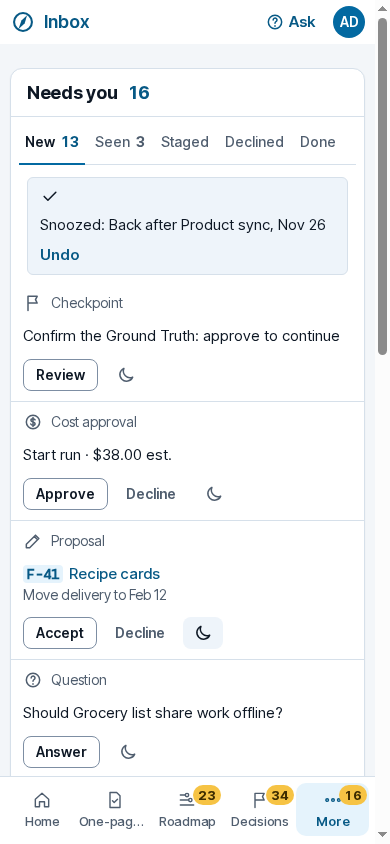 Inbox
Ask
AD
Needs you 16
New 13 Seen 3 Staged Declined Done
Snoozed: Back after Product sync, Nov 26
Undo
Checkpoint
Confirm the Ground Truth: approve to continue
Review
Cost approval
Start run · $38.00 est.
Approve Decline
Proposal
F-41 Recipe cards
Move delivery to Feb 12
Accept Decline
Question
Should Grocery list share work offline?
Answer
23 34 16
Home One-pag… Roadmap Decisions More